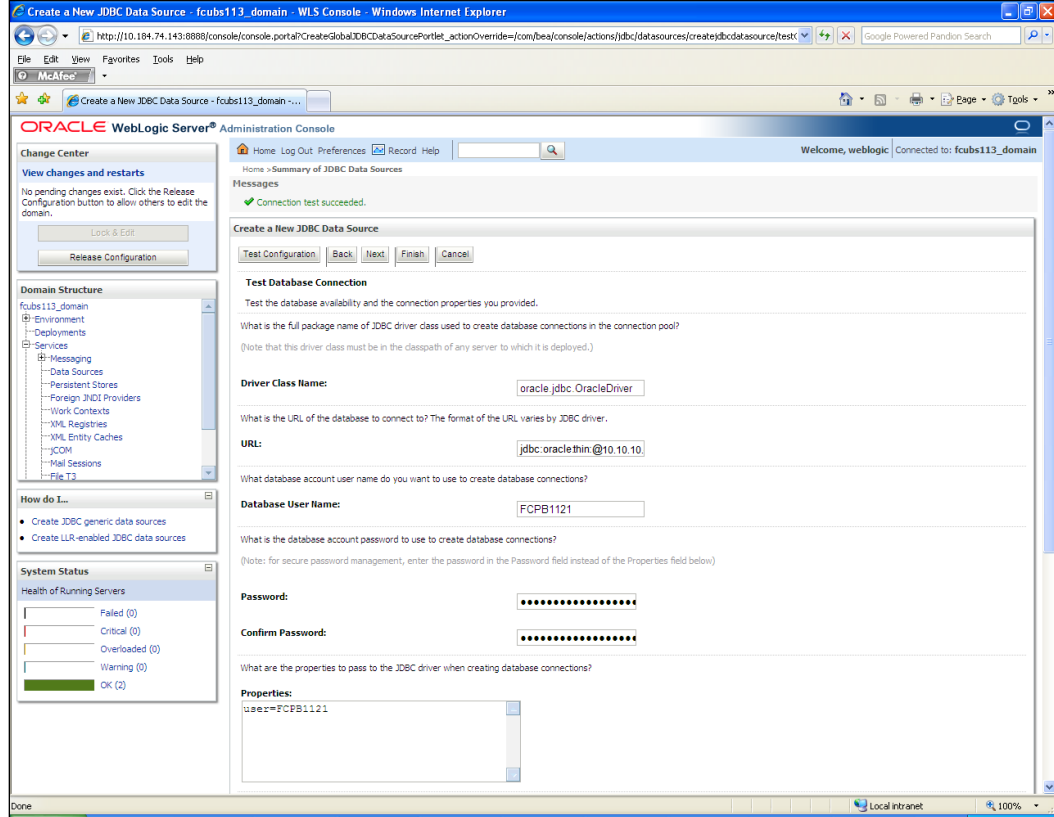 Create a New JDBC Data Source - fcubs113_domain - WLS Console - Windows Internet Explorer
http://10.184.74.143:8888/console/console.portal?CreateGlobalJDBCDataSourcePortlet_actionOverride=/com/bea/console/actions/jdbc/datasources/createjdbcdatasource/test(
Google Powered Pandion Search
File Edit View Favorites Tools Help
McAfee
Create a New JDBC Data Source - fcubs113_domain -...
Page Tools
ORACLE WebLogic Server® Administration Console
Change Center
View changes and restarts
No pending changes exist. Click the Release
Configuration button to allow others to edit the
domain.
Lock & Edit
Release Configuration
Domain Structure
fcubs113_domain
Environment
Deployments
Services
Messaging
Data Sources
Persistent Stores
Foreign JNDI Providers
Work Contexts
XML Registries
XML Entity Caches
jCOM
Mail Sessions
File T3
How do I...
Create JDBC generic data sources
Create LLR-enabled JDBC data sources
System Status
Health of Running Servers
Failed (0)
Critical (0)
Overloaded (0)
Warning (0)
OK (2)
Home Log Out Preferences Record Help
Welcome, weblogic Connected to: fcubs113_domain
Home >Summary of JDBC Data Sources
Messages
Connection test succeeded.
Create a New JDBC Data Source
Test Configuration Back Next Finish Cancel
Test Database Connection
Test the database availability and the connection properties you provided.
What is the full package name of JDBC driver class used to create database connections in the connection pool?
(Note that this driver class must be in the classpath of any server to which it is deployed.)
Driver Class Name: oracle.jdbc.OracleDriver
What is the URL of the database to connect to? The format of the URL varies by JDBC driver.
URL: jdbc:oracle:thin:@10.10.10.
What database account user name do you want to use to create database connections?
Database User Name: FCPB1121
What is the database account password to use to create database connections?
(Note: for secure password management, enter the password in the Password field instead of the Properties field below)
Password:
Confirm Password:
What are the properties to pass to the JDBC driver when creating database connections?
Properties:
user=FCPB1121
Done
Local intranet
100%